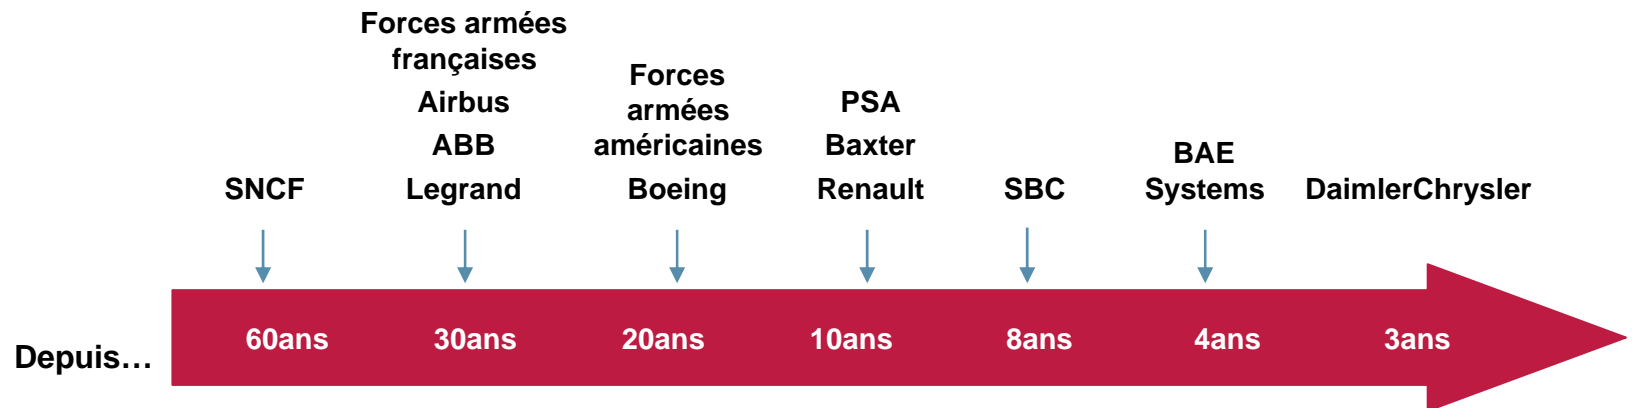 Forces armées
françaises
Airbus
ABB
Legrand
Forces
armées
américaines
Boeing
PSA
Baxter
Renault
BAE
Systems
SNCF
SBC
DaimlerChrysler
Depuis…
60ans
30ans
20ans
10ans
8ans
4ans
3ans